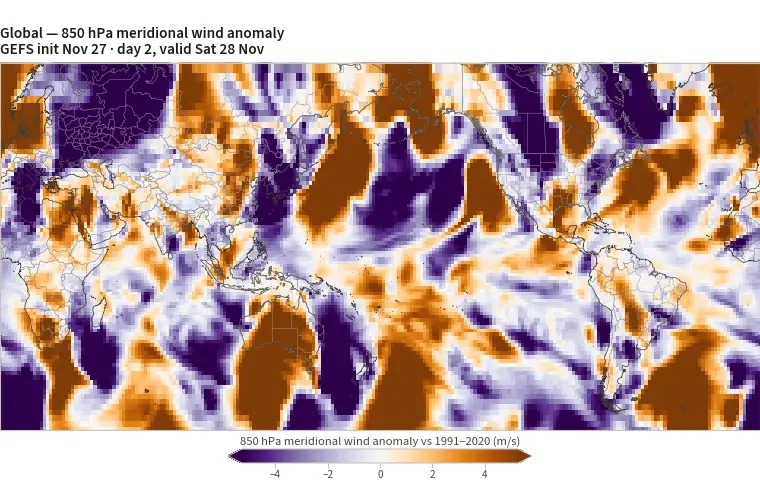 Global — 850 hPa meridional wind anomaly
GEFS init Nov 27 · day 2, valid Sat 28 Nov
850 hPa meridional wind anomaly vs 1991–2020 (m/s)
−4 −2 0 2 4